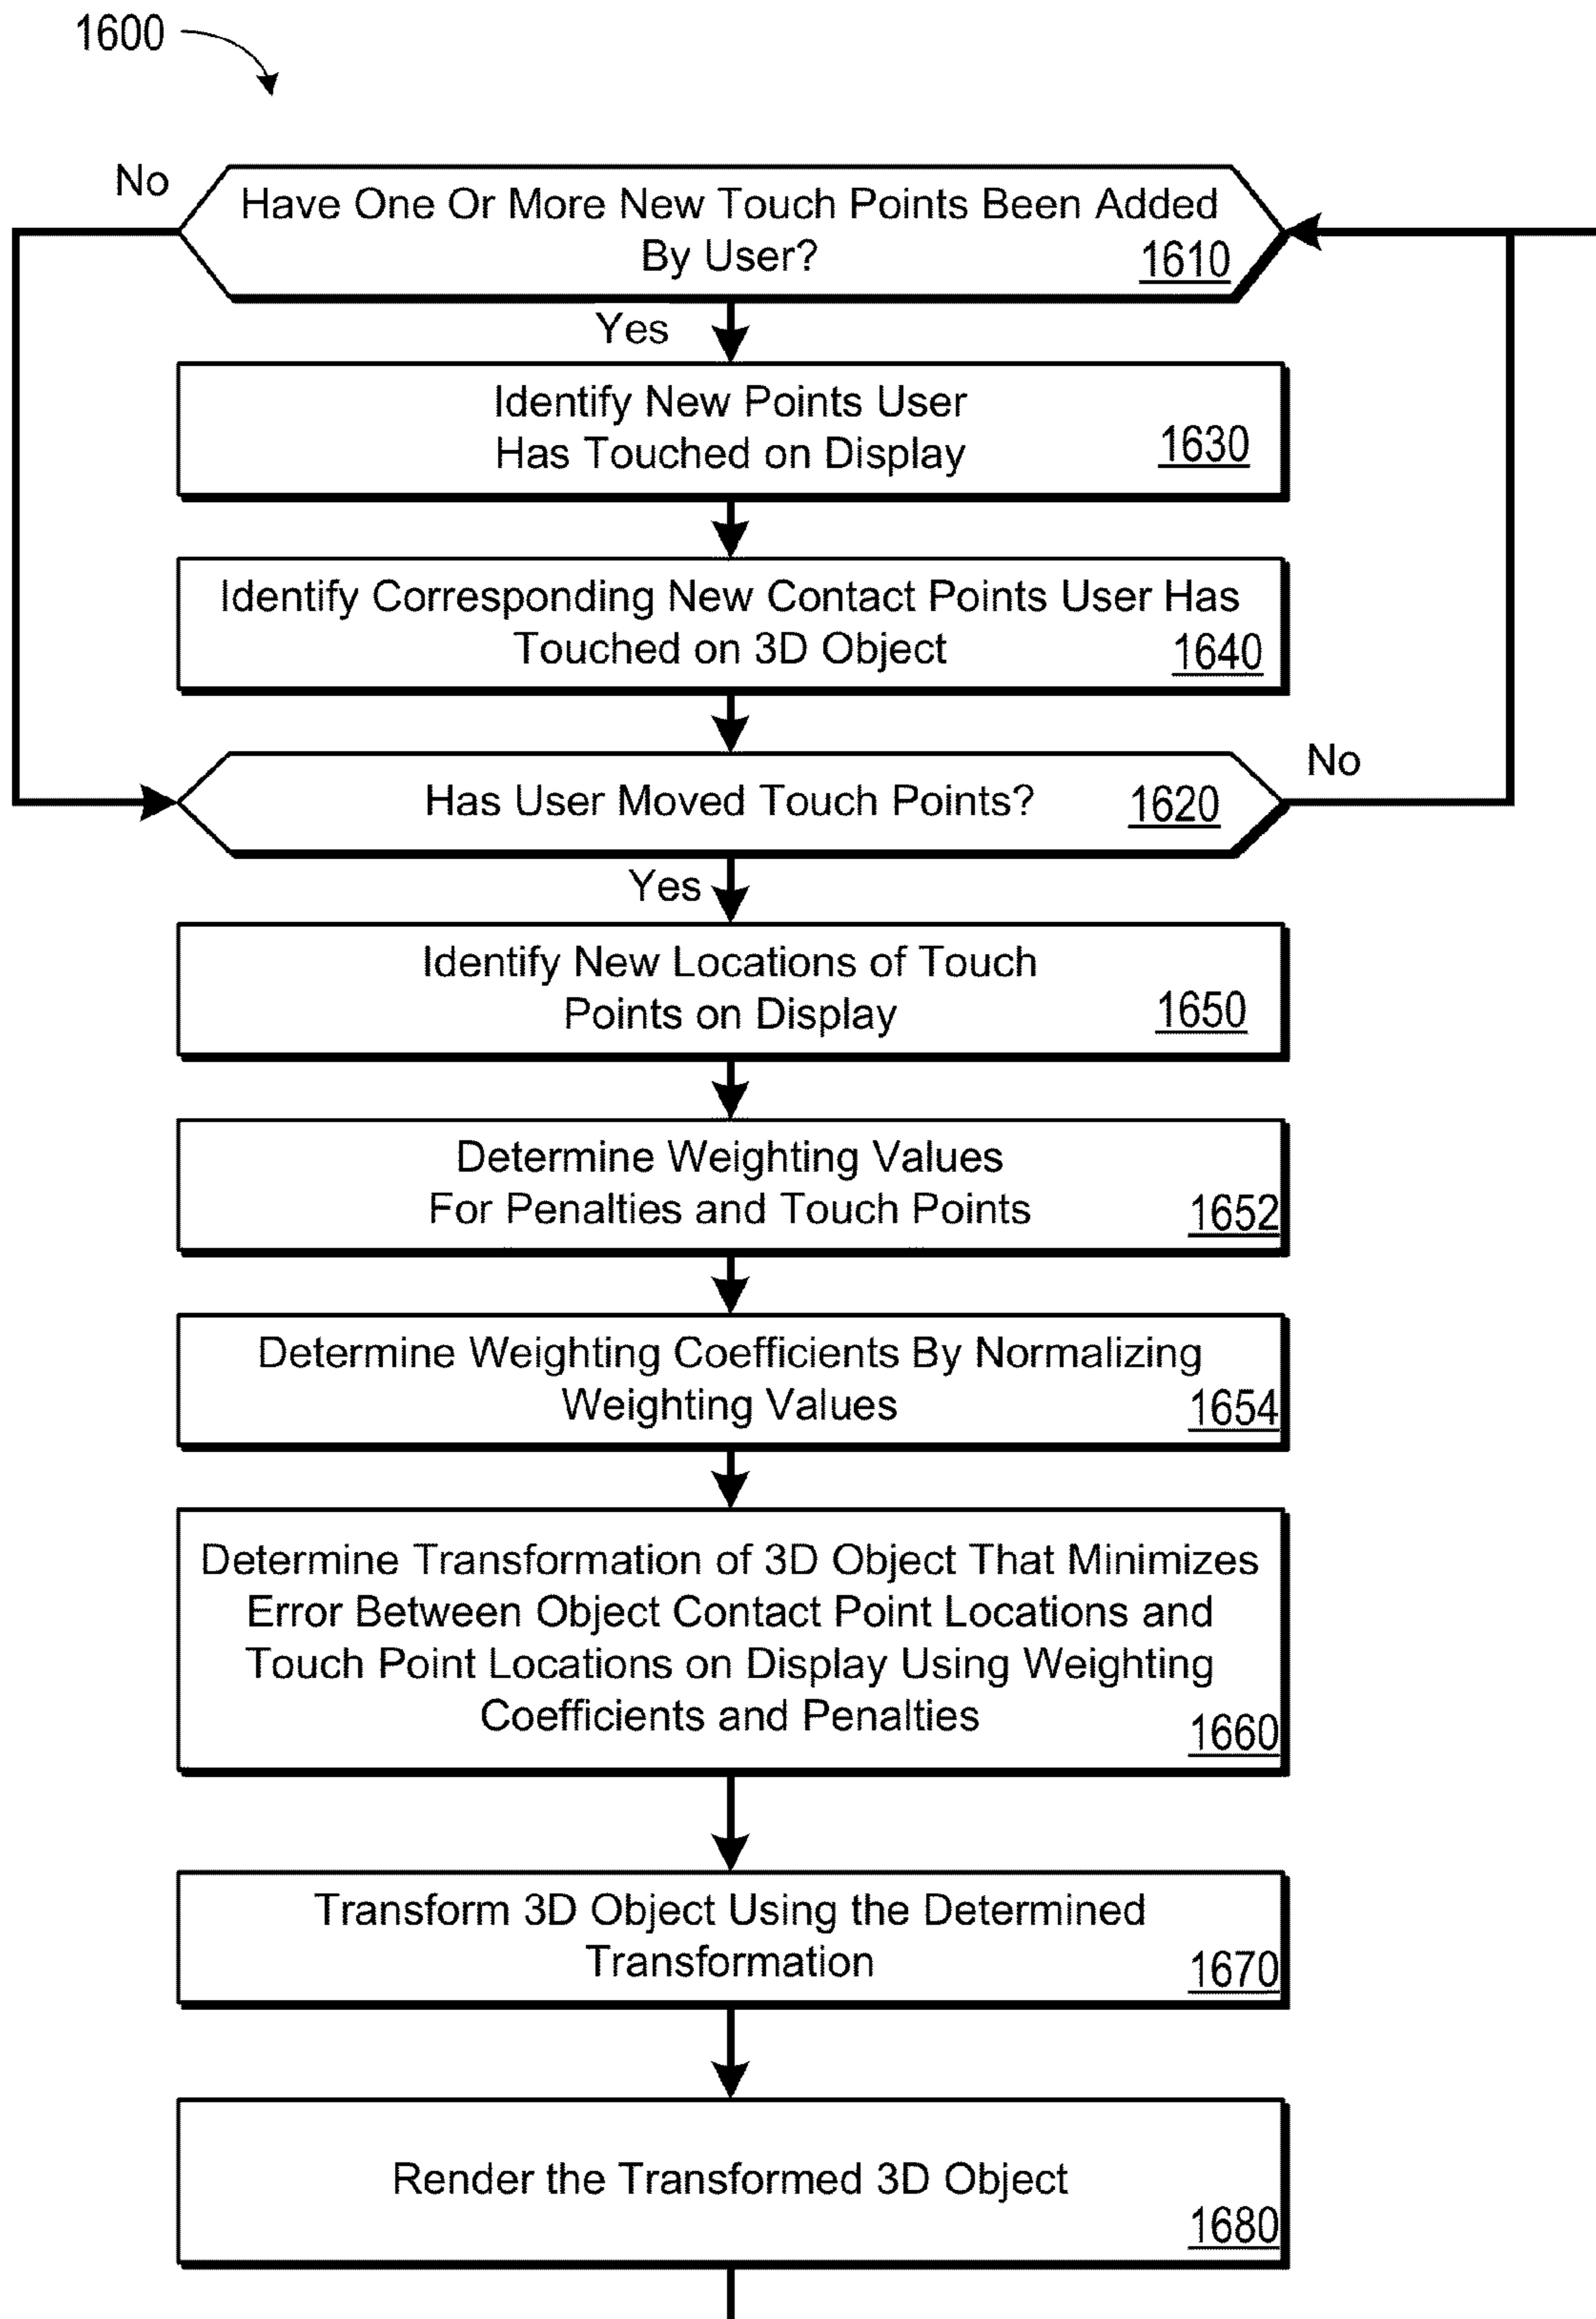 1600
No
Have One Or More New Touch Points Been Added
By User?
1610
Yes
Identify New Points User
Has Touched on Display
1630
Identify Corresponding New Contact Points User Has
Touched on 3D Object
1640
Has User Moved Touch Points?
1620
No
Yes
Identify New Locations of Touch
Points on Display
1650
Determine Weighting Values
For Penalties and Touch Points
1652
Determine Weighting Coefficients By Normalizing
Weighting Values
1654
Determine Transformation of 3D Object That Minimizes
Error Between Object Contact Point Locations and
Touch Point Locations on Display Using Weighting
Coefficients and Penalties
1660
Transform 3D Object Using the Determined
Transformation
1670
Render the Transformed 3D Object
1680